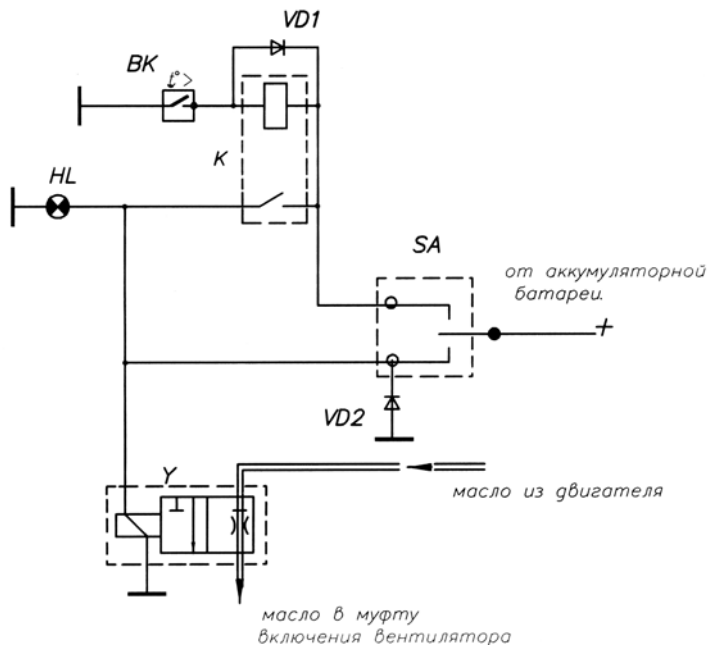 VD1
BK
t°>
K
HL
SA
от аккумуляторной
батареи.
+
VD2
Y
масло из двигателя
масло в муфту
включения вентилятора